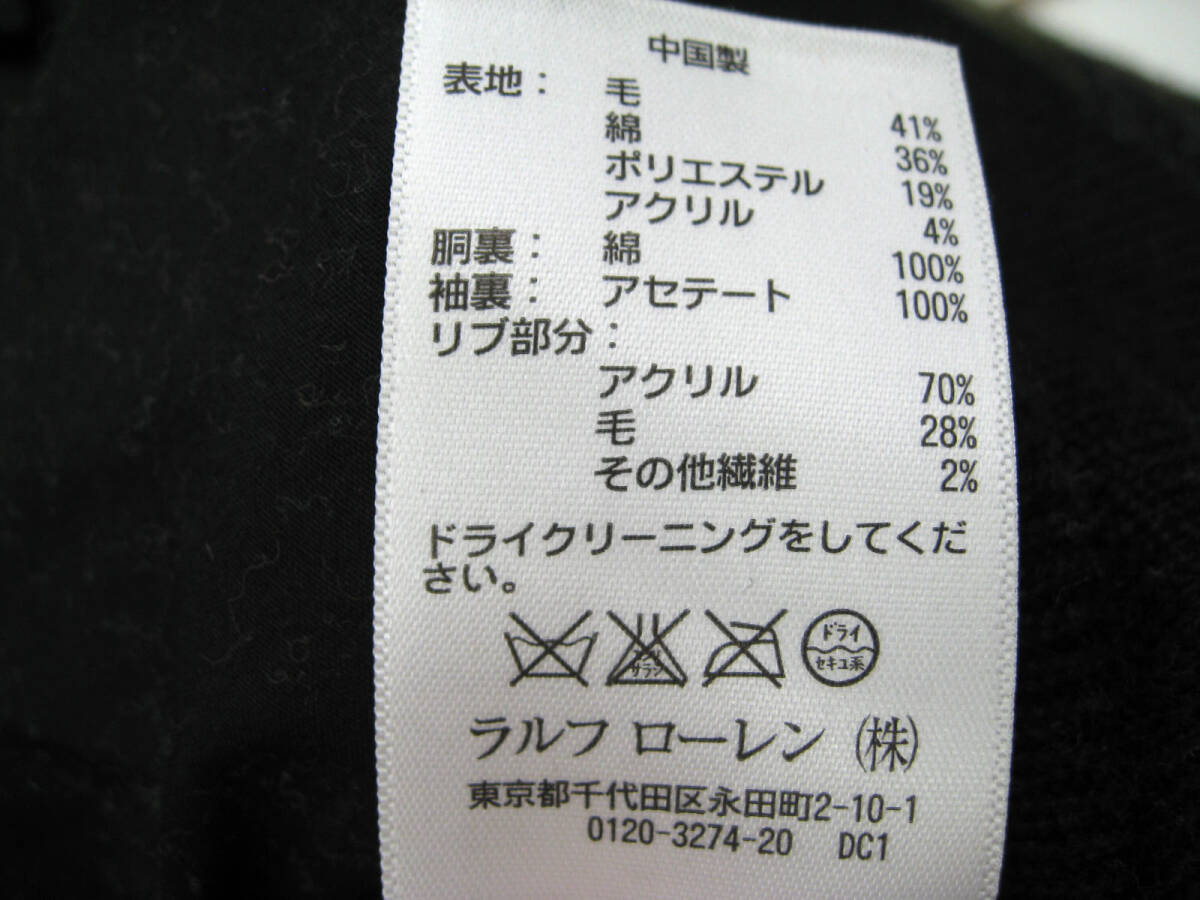 中国製
表地： 毛 41%
綿 36%
ポリエステル 19%
アクリル 4%
胴裏： 綿 100%
袖裏： アセテート 100%
リブ部分：
アクリル 70%
毛 28%
その他繊維 2%
ドライクリーニングをしてくだ
さい。
ドライ
セキユ系
ラルフ ローレン（株）
東京都千代田区永田町2-10-1
0120-3274-20 DC1